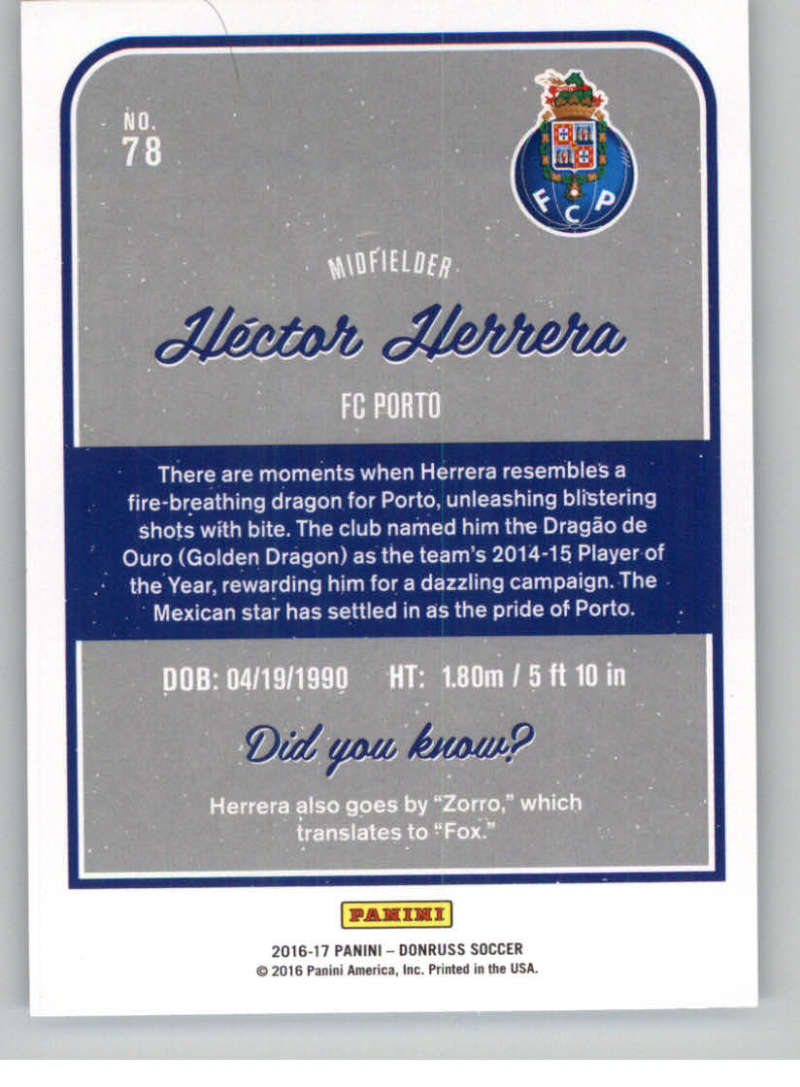 NO.
78
FCP
MIDFIELDER
Héctor Herrera
FC PORTO
There are moments when Herrera resembles a
fire-breathing dragon for Porto, unleashing blistering
shots with bite. The club named him the Dragão de
Ouro (Golden Dragon) as the team's 2014-15 Player of
the Year, rewarding him for a dazzling campaign. The
Mexican star has settled in as the pride of Porto.
DOB: 04/19/1990 HT: 1.80m / 5 ft 10 in
Did you know?
Herrera also goes by “Zorro,” which
translates to “Fox.”
PANINI
2016-17 PANINI – DONRUSS SOCCER
© 2016 Panini America, Inc. Printed in the USA.